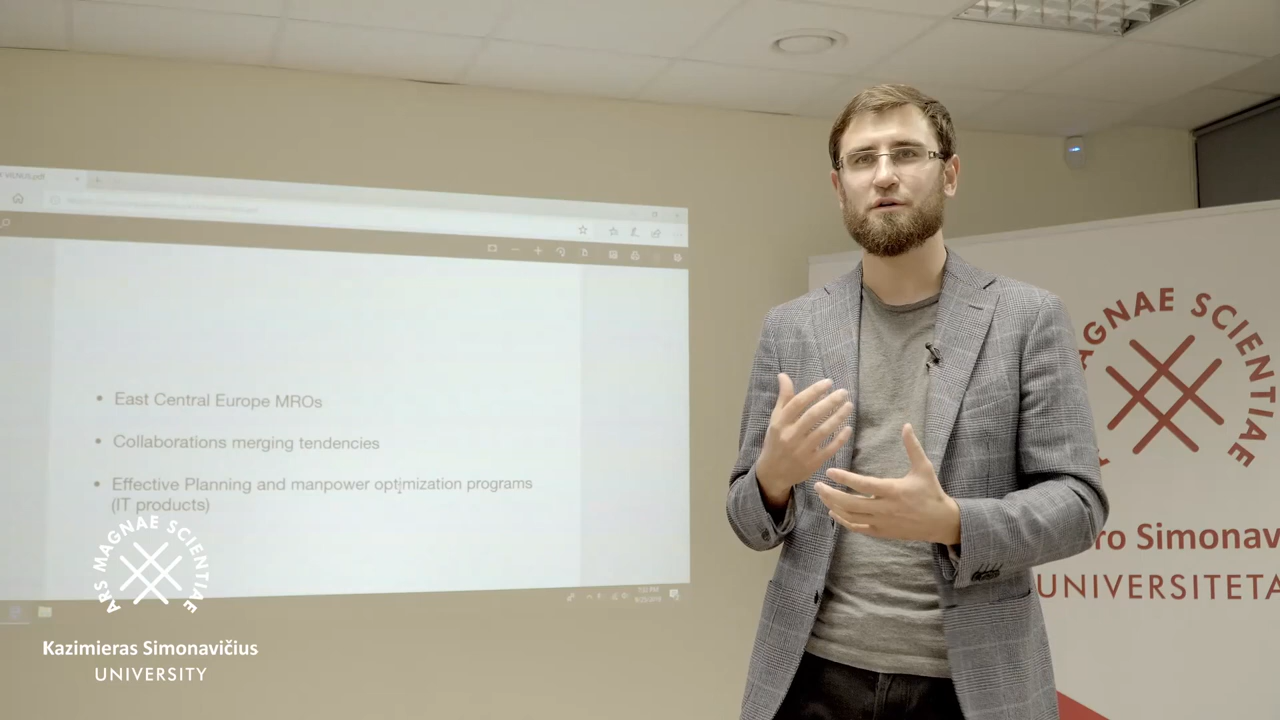 East Central Europe MROs
Collaborations merging tendencies
Effective Planning and manpower optimization programs
(IT products)
ARS MAGNAE SCIENTIAE
Kazimieras Simonavičius
UNIVERSITY
MAGNAE SCIENTIAE
ro Simonav
UNIVERSITETA